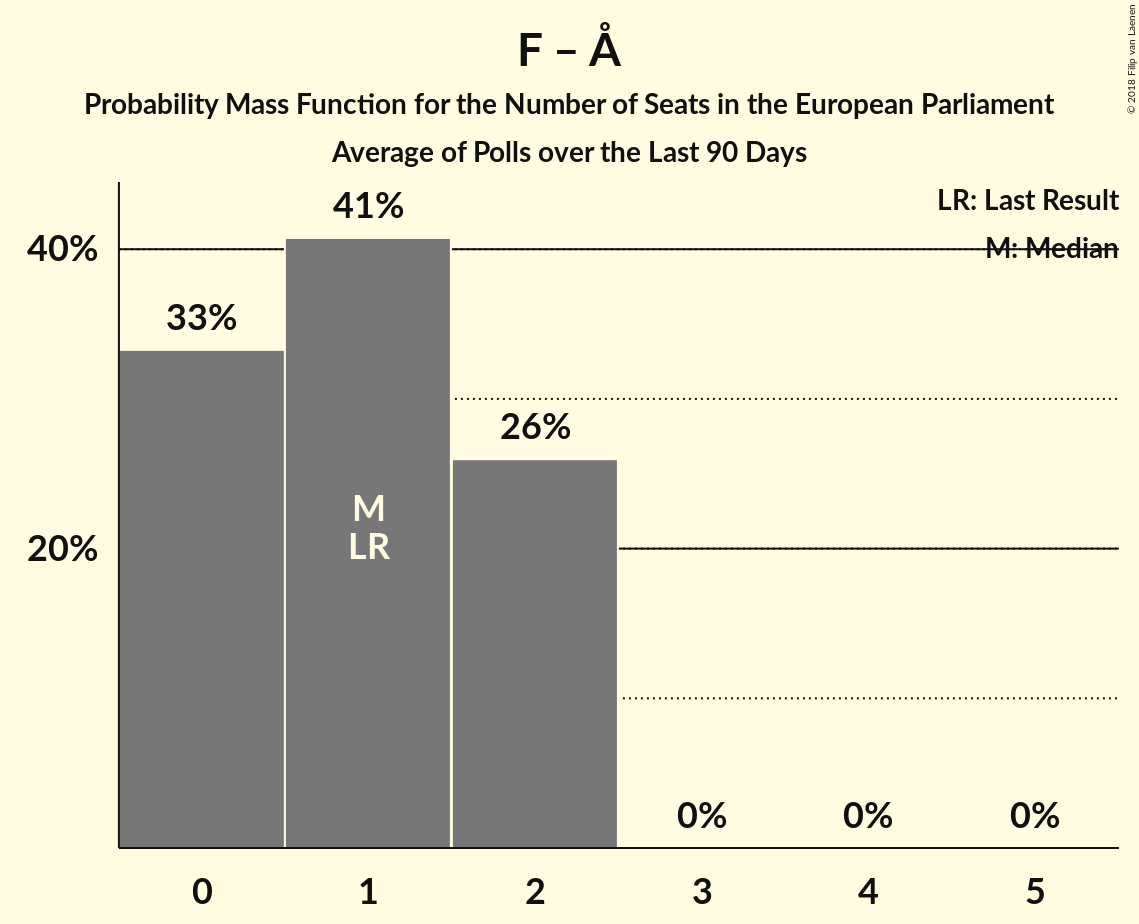 F – Å
Probability Mass Function for the Number of Seats in the European Parliament
Average of Polls over the Last 90 Days
© 2018 Filip van Laenen
LR: Last Result
M: Median
41%
40%
33%
26%
M
LR
20%
0% 0% 0%
0 1 2 3 4 5